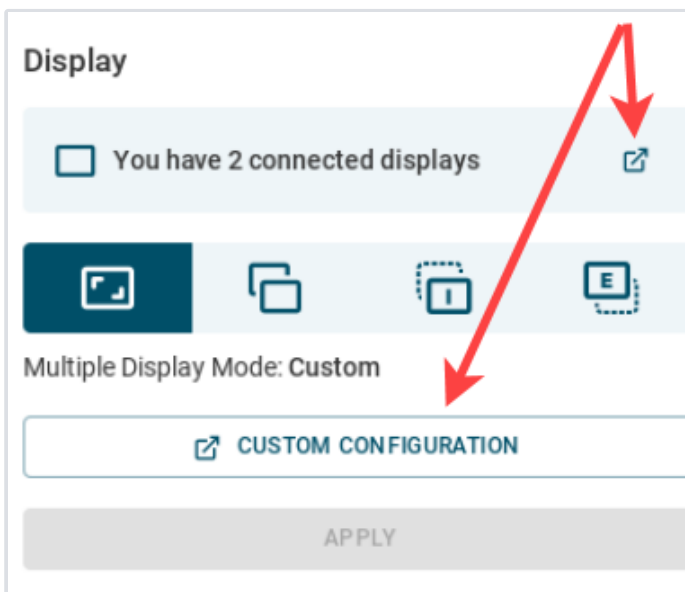 Display
You have 2 connected displays
I
E
Multiple Display Mode: Custom
CUSTOM CONFIGURATION
APPLY